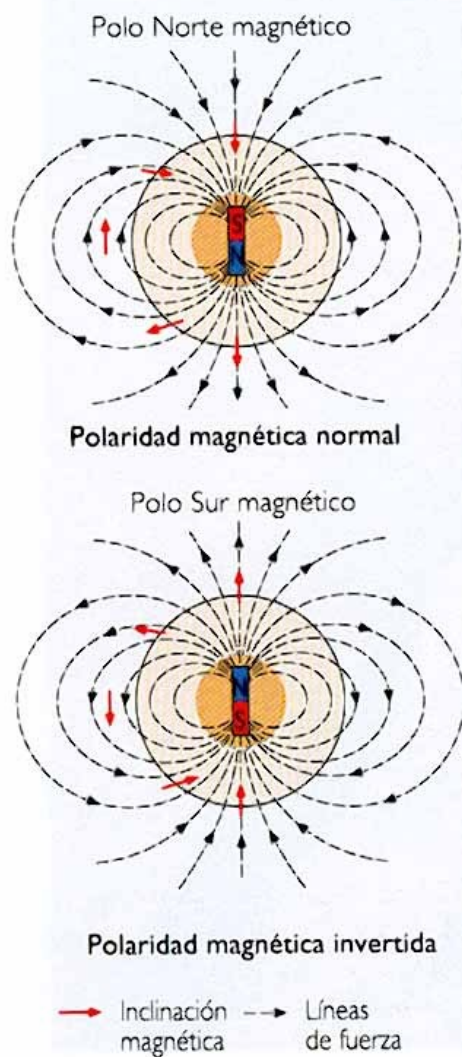 Polo Norte magnético
S
N
Polaridad magnética normal
Polo Sur magnético
N
S
Polaridad magnética invertida
Inclinación
magnética
Líneas
de fuerza